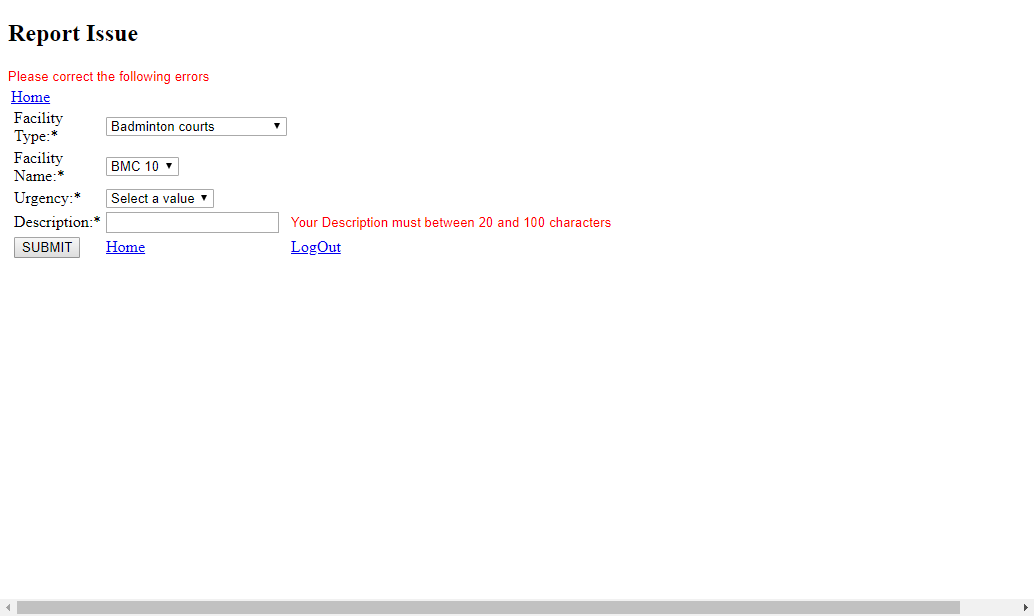 Report Issue
Please correct the following errors
Home
Facility
Type:*
Badminton courts
Facility
Name:*
BMC 10
Urgency:* Select a value
Description:* Your Description must between 20 and 100 characters
SUBMIT Home LogOut